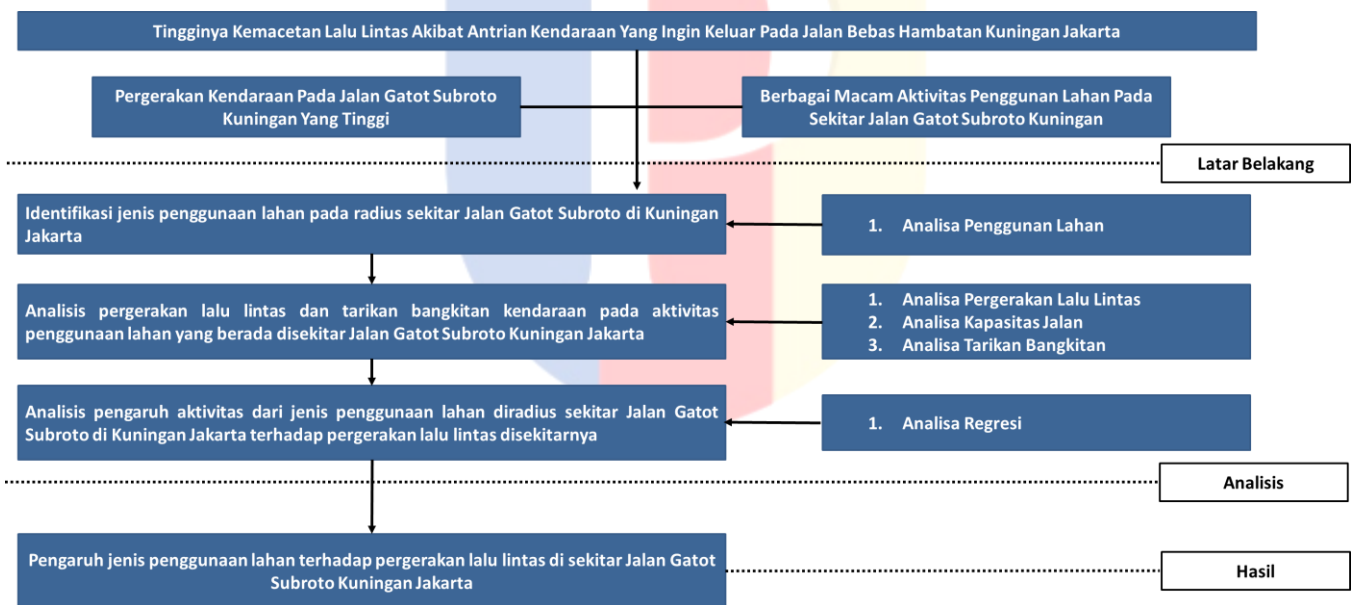 Tingginya Kemacetan Lalu Lintas Akibat Antrian Kendaraan Yang Ingin Keluar Pada Jalan Bebas Hambatan Kuningan Jakarta
Pergerakan Kendaraan Pada Jalan Gatot Subroto
Kuningan Yang Tinggi
Berbagai Macam Aktivitas Penggunan Lahan Pada
Sekitar Jalan Gatot Subroto Kuningan
Latar Belakang
Identifikasi jenis penggunaan lahan pada radius sekitar Jalan Gatot Subroto di Kuningan
Jakarta
1. Analisa Penggunan Lahan
Analisis pergerakan lalu lintas dan tarikan bangkitan kendaraan pada aktivitas
penggunaan lahan yang berada disekitar Jalan Gatot Subroto Kuningan Jakarta
1. Analisa Pergerakan Lalu Lintas
2. Analisa Kapasitas Jalan
3. Analisa Tarikan Bangkitan
Analisis pengaruh aktivitas dari jenis penggunaan lahan diradius sekitar Jalan Gatot
Subroto di Kuningan Jakarta terhadap pergerakan lalu lintas disekitarnya
1. Analisa Regresi
Analisis
Pengaruh jenis penggunaan lahan terhadap pergerakan lalu lintas di sekitar Jalan Gatot
Subroto Kuningan Jakarta
Hasil